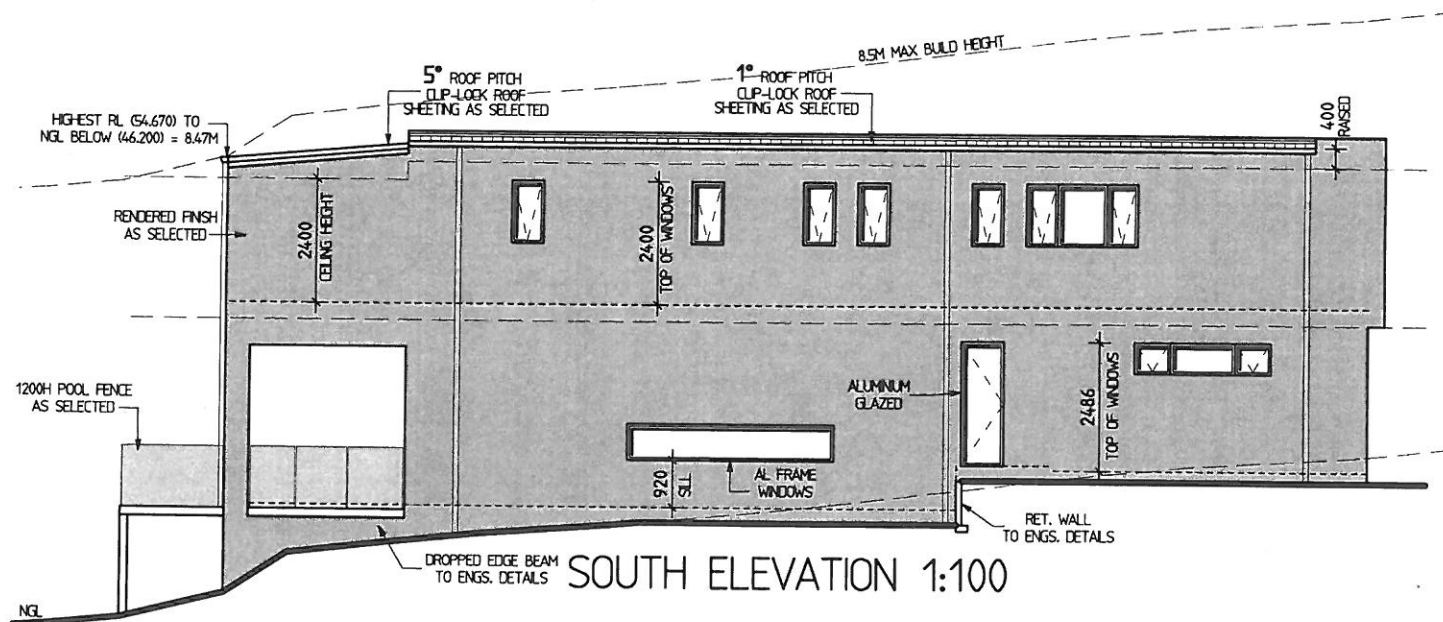 8.5M MAX BUILD HEIGHT
5° ROOF PITCH
CLIP-LOCK ROOF
SHEETING AS SELECTED
1° ROOF PITCH
CLIP-LOCK ROOF
SHEETING AS SELECTED
400
RAISED
HIGHEST RL (54.670) TO
NGL BELOW (46.200) = 8.47M
RENDERED FINISH
AS SELECTED
2400
CEILING HEIGHT
2400
TOP OF WINDOWS
1200H POOL FENCE
AS SELECTED
ALUMINIUM
GLAZED
2486
TOP OF WINDOWS
920
SILL
AL FRAME
WINDOWS
RET. WALL
TO ENGS. DETAILS
DROPPED EDGE BEAM
TO ENGS. DETAILS
SOUTH ELEVATION 1:100
NGL